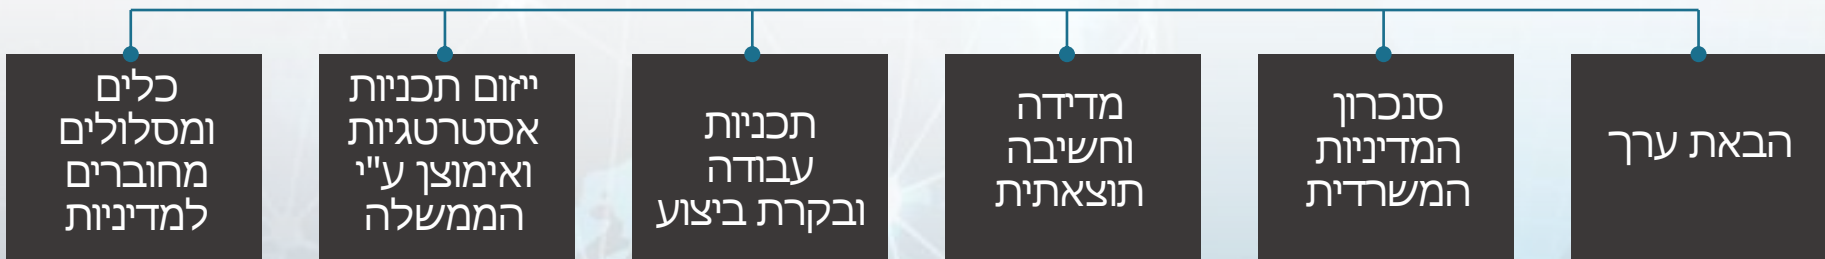 הבאת ערך
סנכרון
המדיניות
המשרדית
מדידה
וחשיבה
תוצאתית
תכניות
עבודה
ובקרת ביצוע
ייזום תכניות
אסטרטגיות
ואימוצן ע"י
הממשלה
כלים
ומסלולים
מחוברים
למדיניות